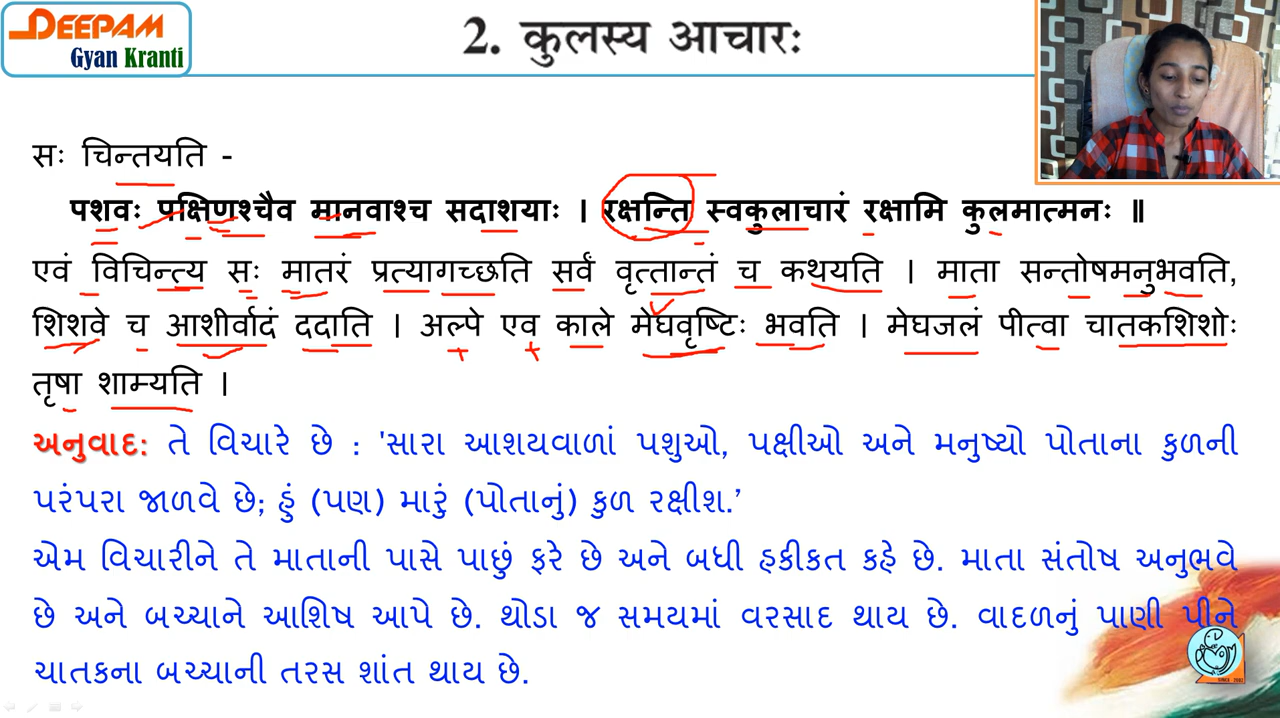 DEEPAM
Gyan Kranti
2. कुलस्य आचारः
सः चिन्तयति -
पशवः पक्षिणश्चैव मानवाश्च सदाशयाः । रक्षन्ति स्वकुलाचारं रक्षामि कुलमात्मनः ॥
एवं विचिन्त्य सः मातरं प्रत्यागच्छति सर्वं वृत्तान्तं च कथयति । माता सन्तोषमनुभवति,
शिशवे च आशीर्वादं ददाति । अल्पे एव काले मेघवृष्टिः भवति । मेघजलं पीत्वा चातकशिशोः
तृषा शाम्यति ।
અનુવાદ: તે વિચારે છે : 'સારા આશયવાળાં પશુઓ, પક્ષીઓ અને મનુષ્યો પોતાના કુળની
પરંપરા જાળવે છે; હું (પણ) મારું (પોતાનું) કુળ રક્ષીશ.’
એમ વિચારીને તે માતાની પાસે પાછું ફરે છે અને બધી હકીકત કહે છે. માતા સંતોષ અનુભવે
છે અને બચ્ચાને આશિષ આપે છે. થોડા જ સમયમાં વરસાદ થાય છે. વાદળનું પાણી પીને
ચાતકના બચ્ચાની તરસ શાંત થાય છે.